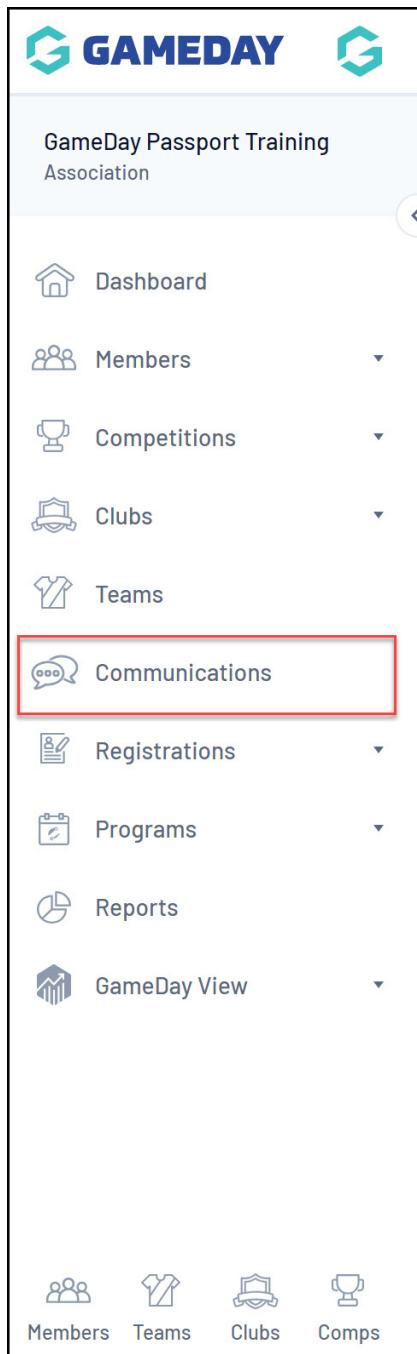 GAMEDAY
GameDay Passport Training
Association
Dashboard
Members
Competitions
Clubs
Teams
Communications
Registrations
Programs
Reports
GameDay View
Members Teams Clubs Comps